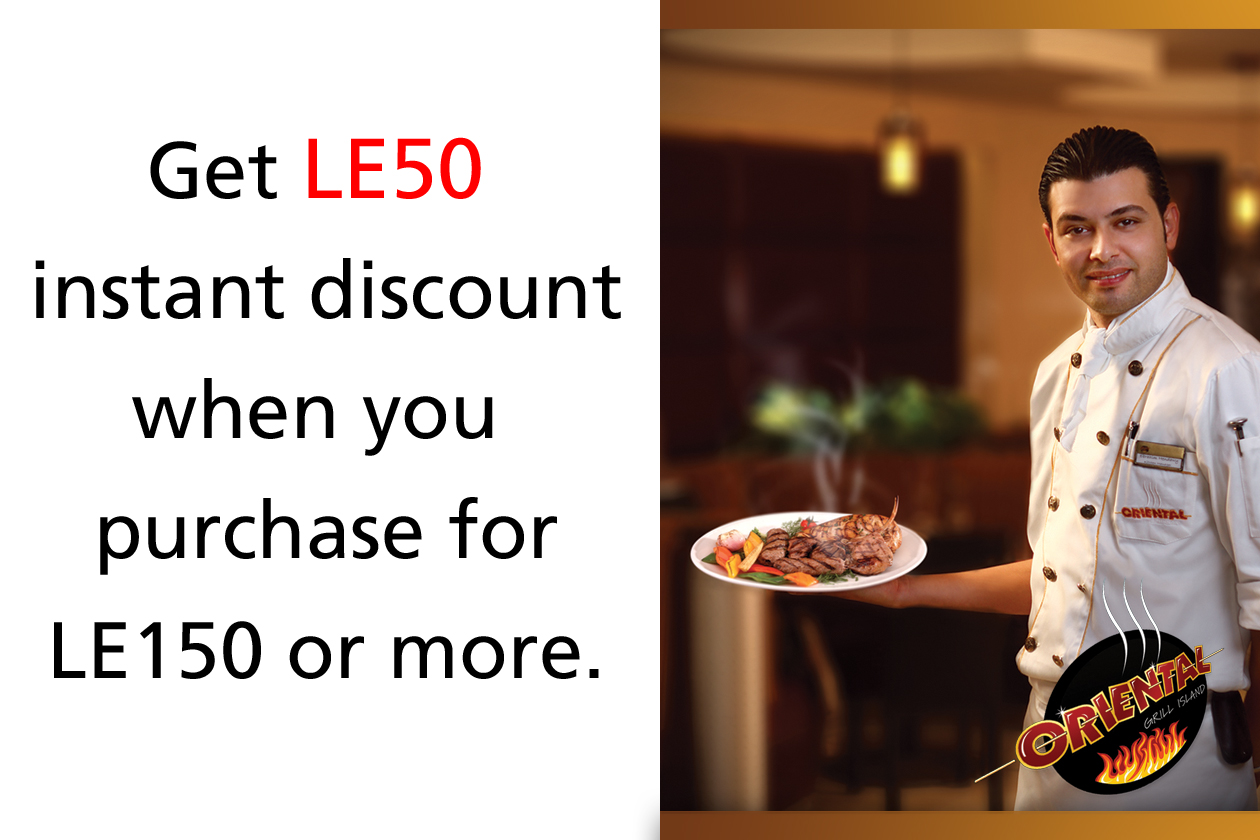 Get LE50
instant discount
when you
purchase for
LE150 or more.
ORIENTAL
ORIENTAL
GRILL ISLAND